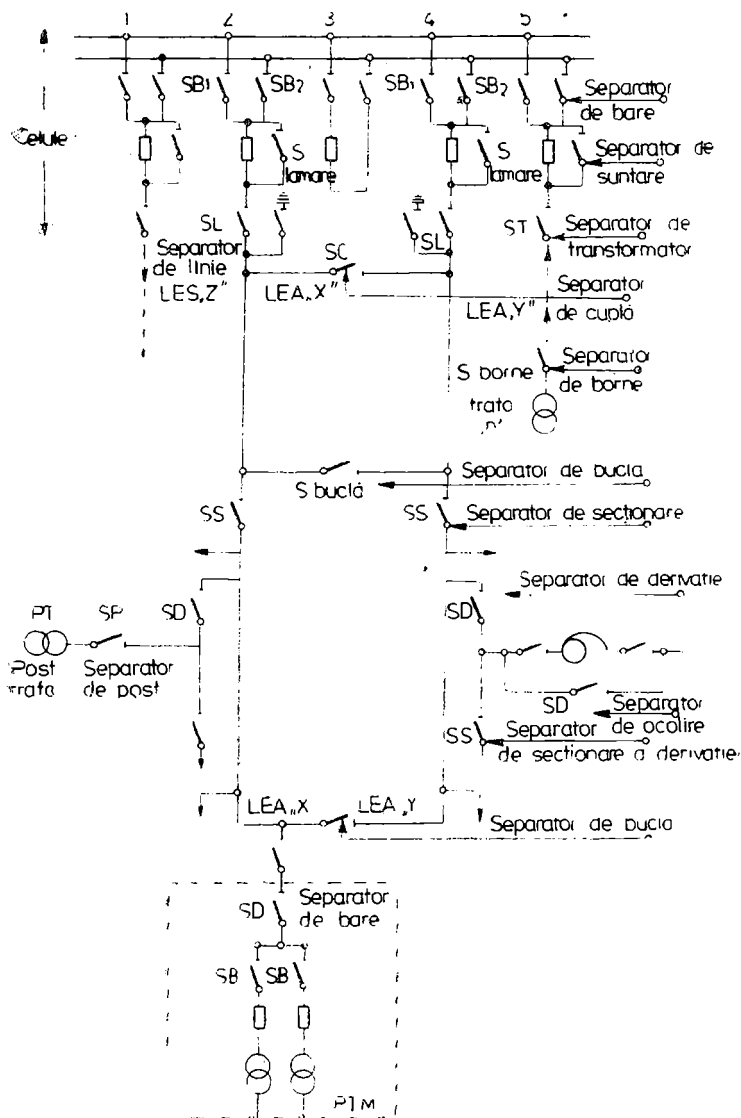 1 2 3 4 5
SB1 SB2 SB1 SB2
Separator
de bare
Celule
S
lamare
S
lamare
Separator de
suntare
SL
Separator
de linie
LES„Z"
SC
SL
ST
Separator de
transformator
LEA„X"
LEA„Y"
Separator
de cuplă
S borne
Separator
de borne
trafo
„n"
S buclă
Separator de buclă
SS
SS
Separator de secționare
Separator de derivație
PT
SP
SD
SD
Post
trafo
Separator
de post
SD
Separator
de ocolire
SS
de secționare a derivației
LEA„X
LEA„Y
Separator de buclă
SD
Separator
de bare
SB
SB
PTM